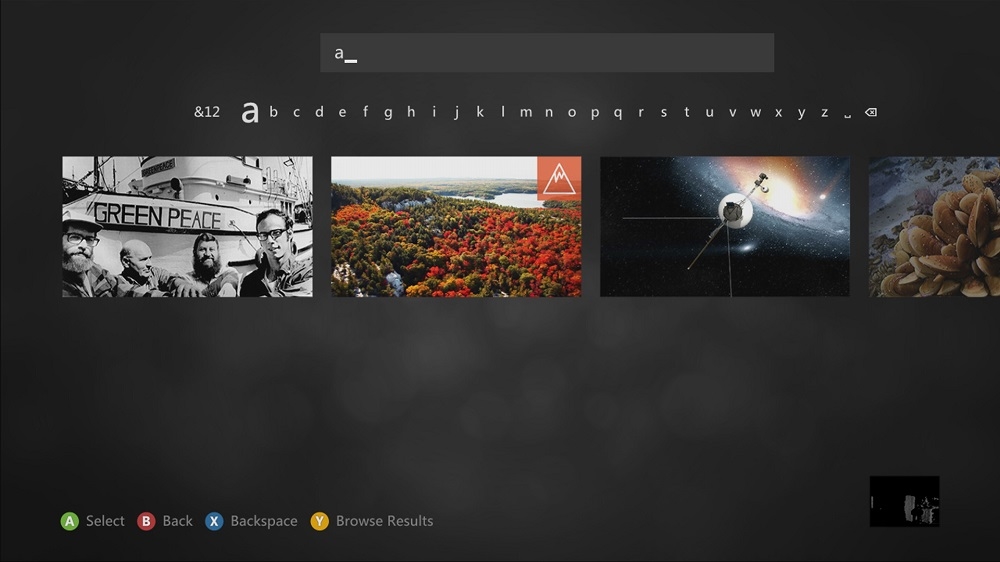 a_
&12 a b c d e f g h i j k l m n o p q r s t u v w x y z ␣ ⌫
GREEN PEACE
A Select B Back X Backspace Y Browse Results